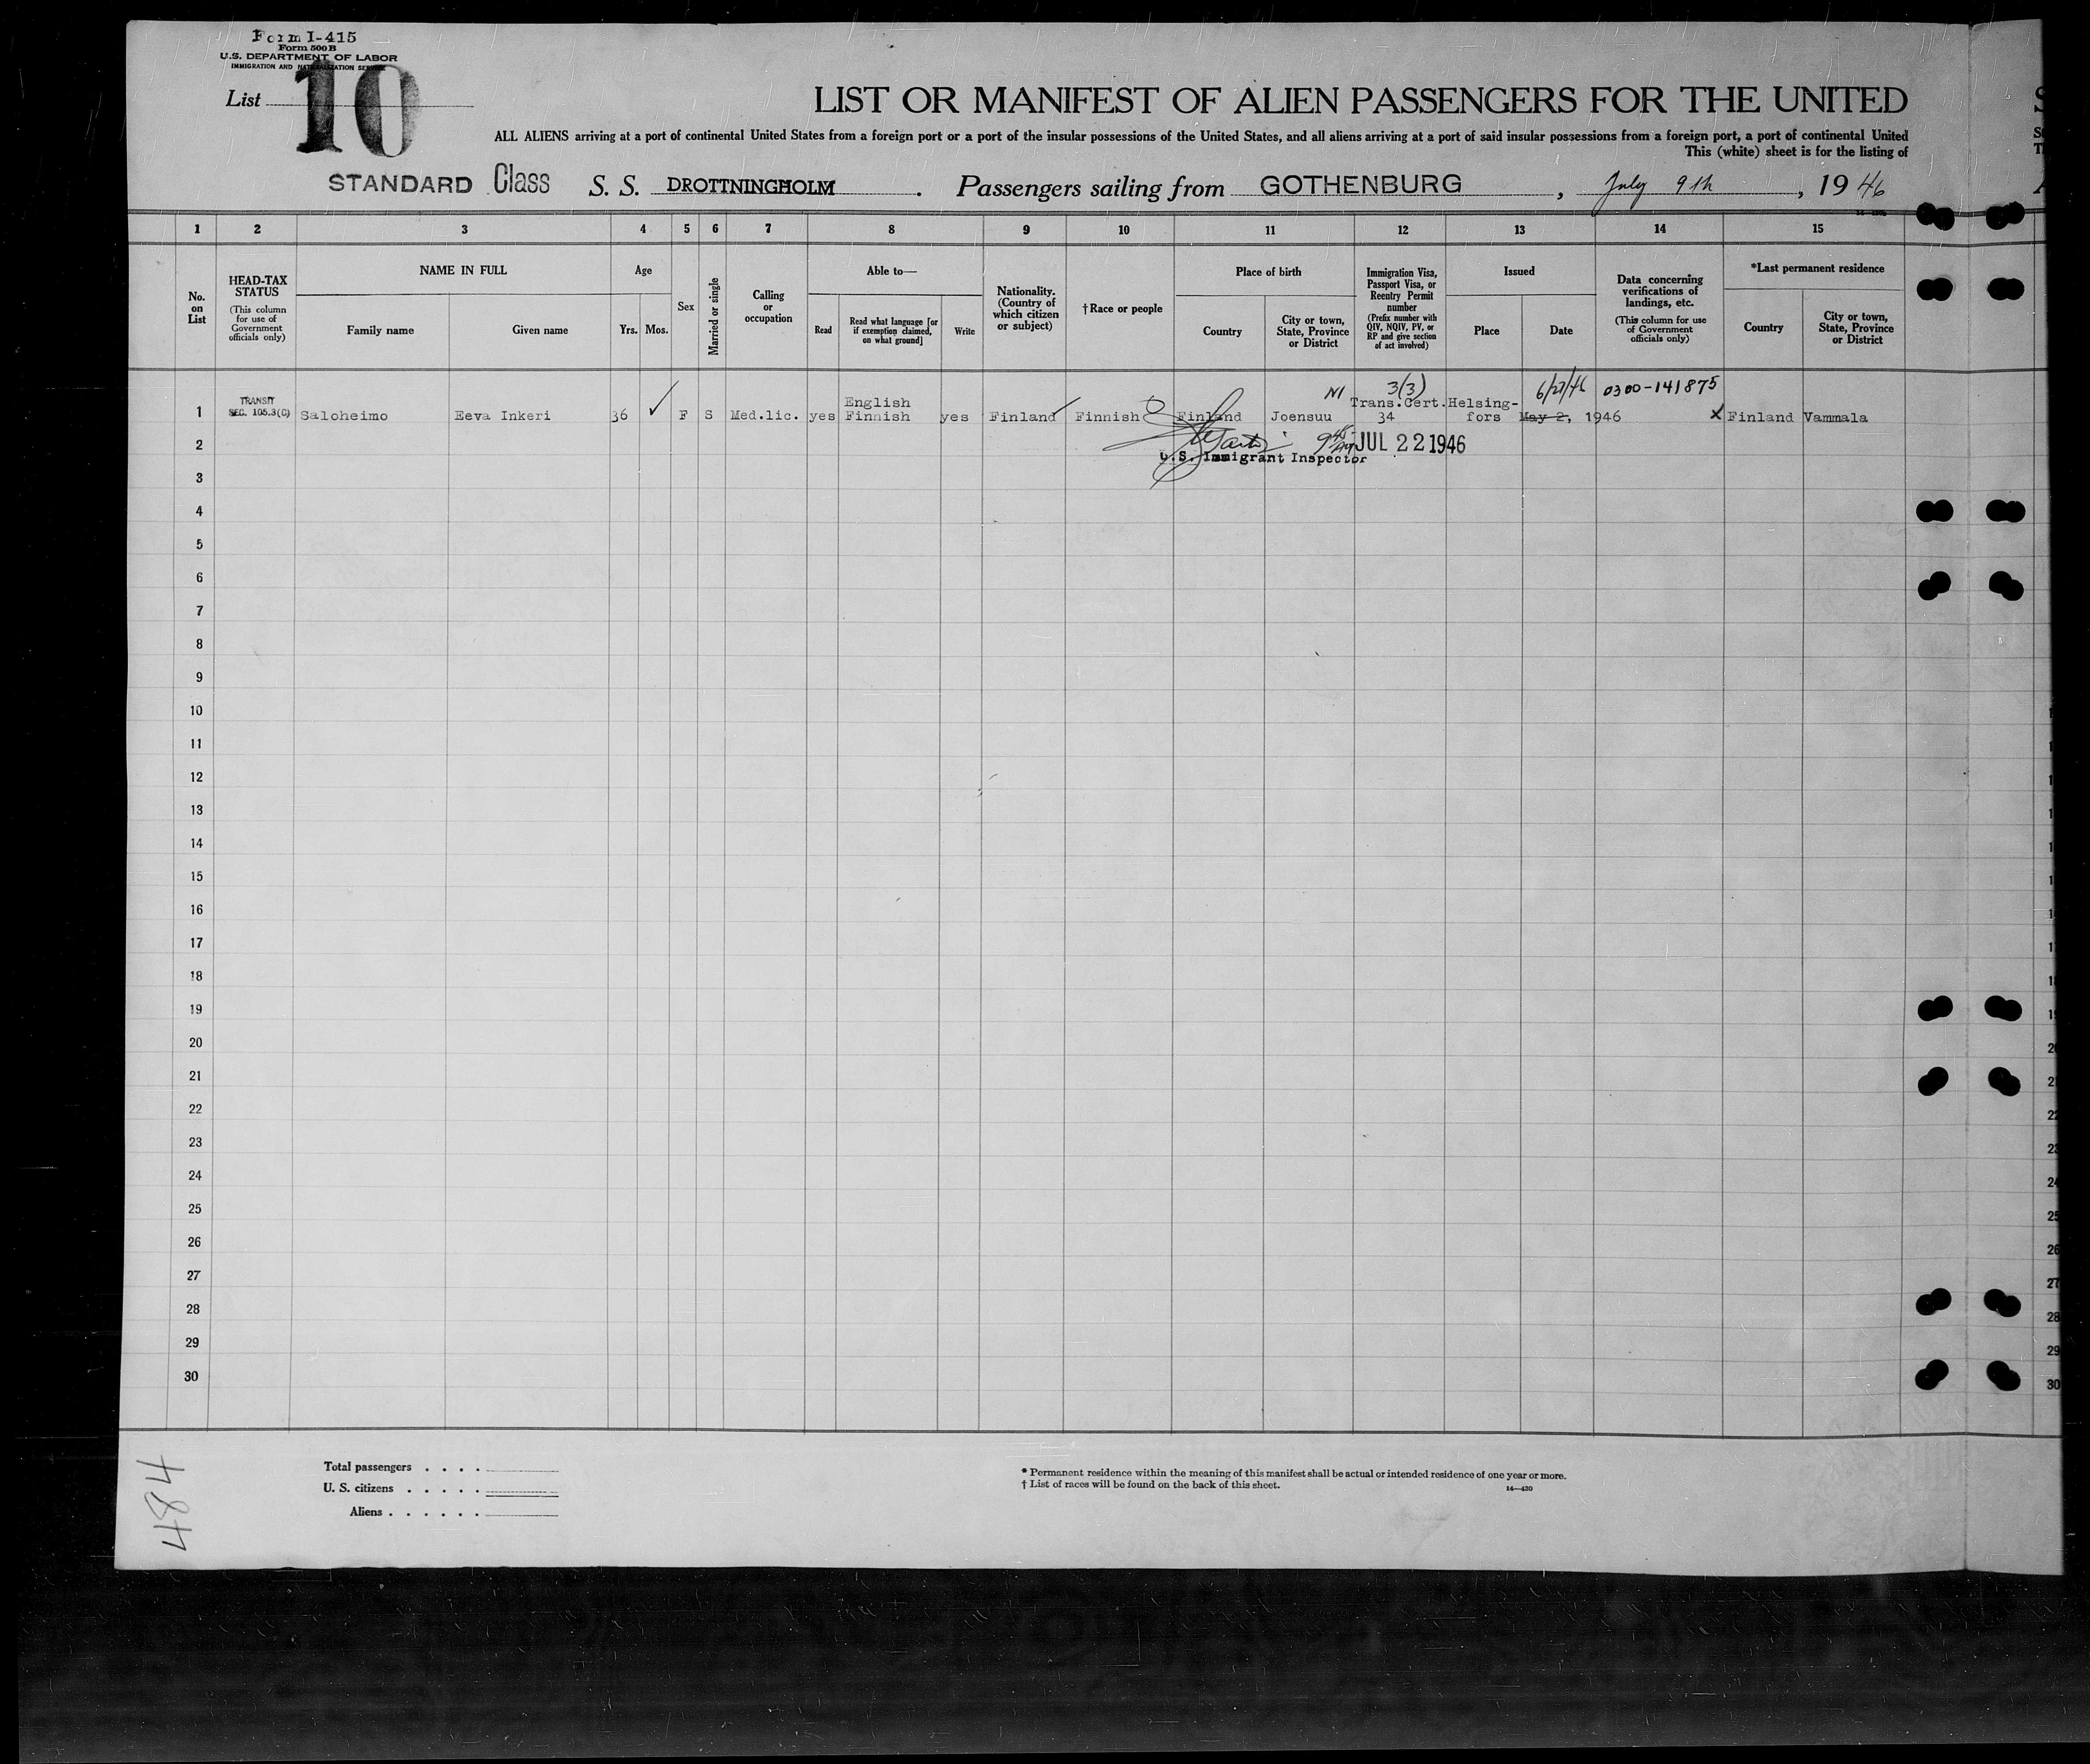 Form I-415
Form 500 B
U.S. DEPARTMENT OF LABOR
IMMIGRATION AND NATURALIZATION SERVICE
List 10
LIST OR MANIFEST OF ALIEN PASSENGERS FOR THE UNITED
ALL ALIENS arriving at a port of continental United States from a foreign port or a port of the insular possessions of the United States, and all aliens arriving at a port of said insular possessions from a foreign port, a port of continental United
This (white) sheet is for the listing of
STANDARD Class S. S. DROTTNINGHOLM . Passengers sailing from GOTHENBURG , July 9th , 19 46
1 2 3 4 5 6 7 8 9 10 11 12 13 14 15
No. on List
HEAD-TAX STATUS
(This column for use of Government officials only)
NAME IN FULL
Family name
Given name
Age
Yrs. Mos.
Sex
Married or single
Calling or occupation
Able to—
Read
Read what language [or if exemption claimed, on what ground]
Write
Nationality. (Country of which citizen or subject)
†Race or people
Place of birth
Country
City or town, State, Province or District
Immigration Visa, Passport Visa, or Reentry Permit number
(Prefix number with QIV, NQIV, PV, or RP and give section of act involved)
Issued
Place
Date
Data concerning verifications of landings, etc.
(This column for use of Government officials only)
*Last permanent residence
Country
City or town, State, Province or District
TRANSIT English 3(3) 6/27/46 0300-141875
SEC. 105.3(C) Trans.Cert. Helsing-
1 Saloheimo Eeva Inkeri 36 ✓ F S Med.lic. yes Finnish yes Finland Finnish Finland Joensuu 34 fors May 2, 1946 x Finland Vammala
2 JUL 22 1946
U.S. Immigrant Inspector
3
4
5
6
7
8
9
10
11
12
13
14
15
16
17
18
19
20
21
22
23
24
25
26
27
28
29
30
484
Total passengers . . . .
U. S. citizens . . . . .
Aliens . . . . . .
* Permanent residence within the meaning of this manifest shall be actual or intended residence of one year or more.
† List of races will be found on the back of this sheet.
14—430